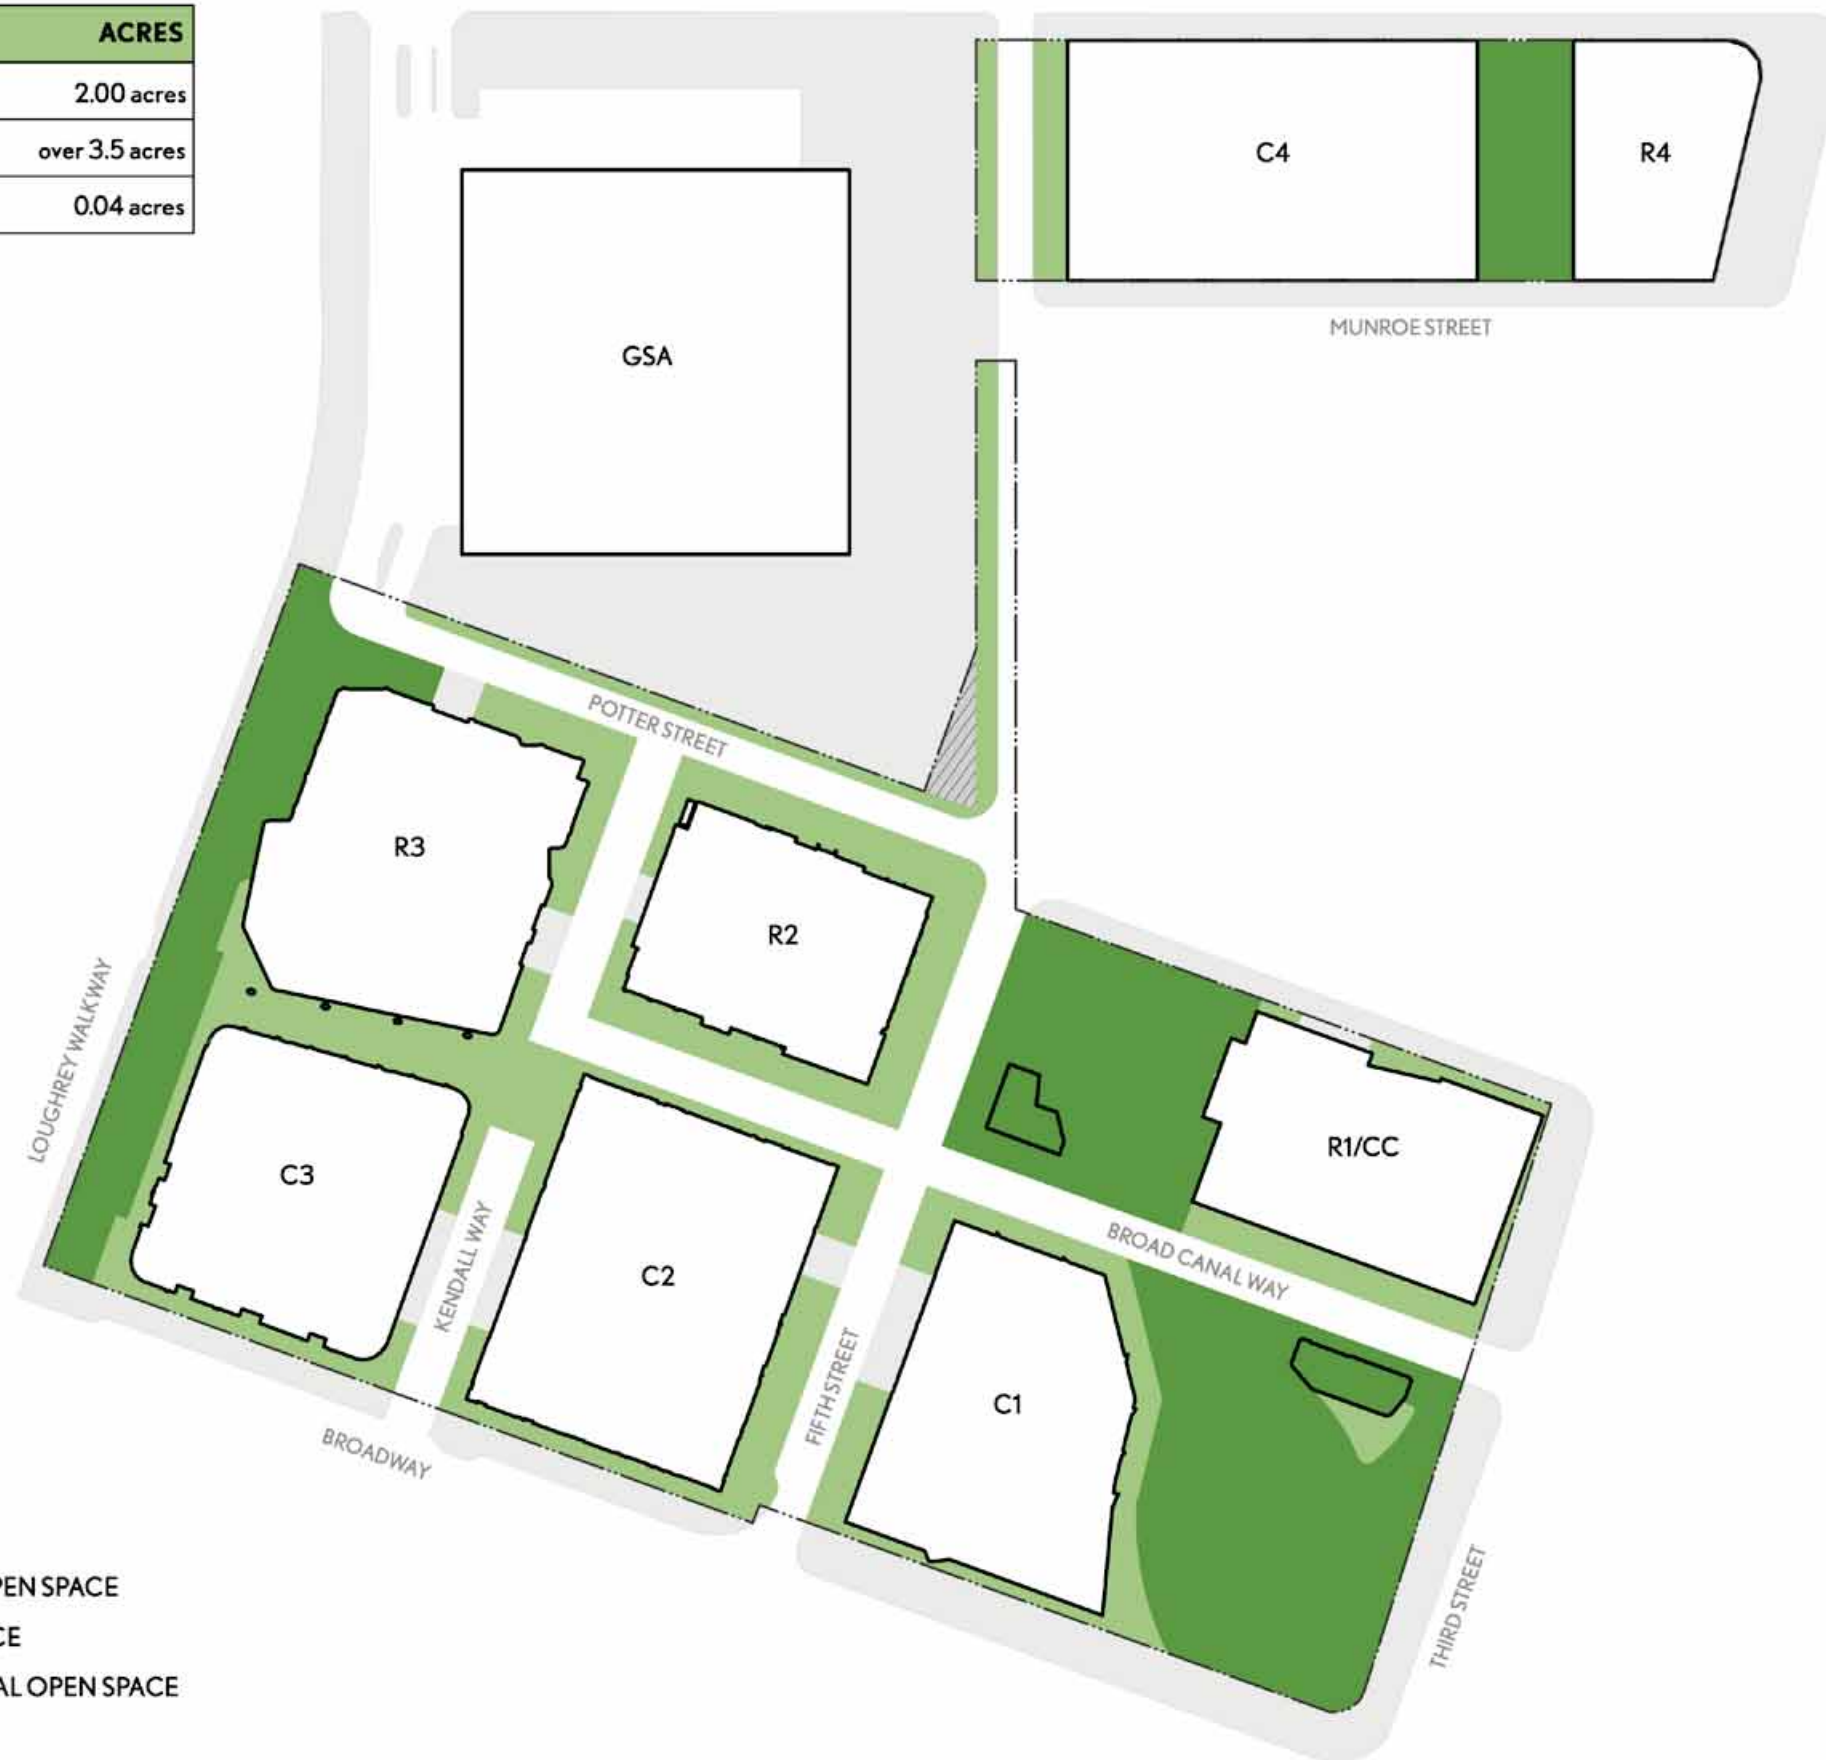 ACRES
2.00 acres
over 3.5 acres
0.04 acres
C4
R4
MUNROE STREET
GSA
POTTER STREET
R3
R2
LOUGHREY WALKWAY
R1/CC
C3
KENDALL WAY
C2
BROAD CANAL WAY
FIFTH STREET
C1
BROADWAY
THIRD STREET
PEN SPACE
CE
AL OPEN SPACE